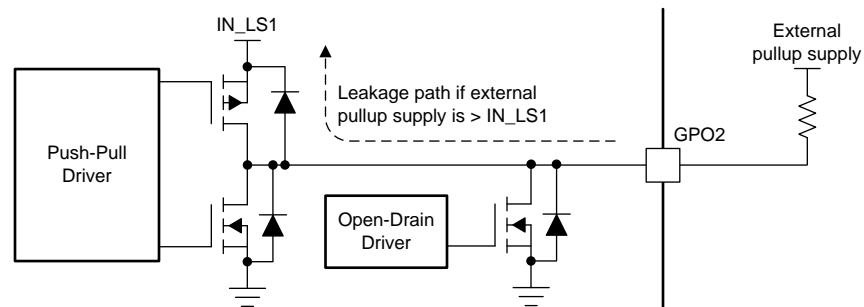 IN_LS1
External
pullup supply
Leakage path if external
pullup supply is > IN_LS1
GPO2
Push-Pull
Driver
Open-Drain
Driver